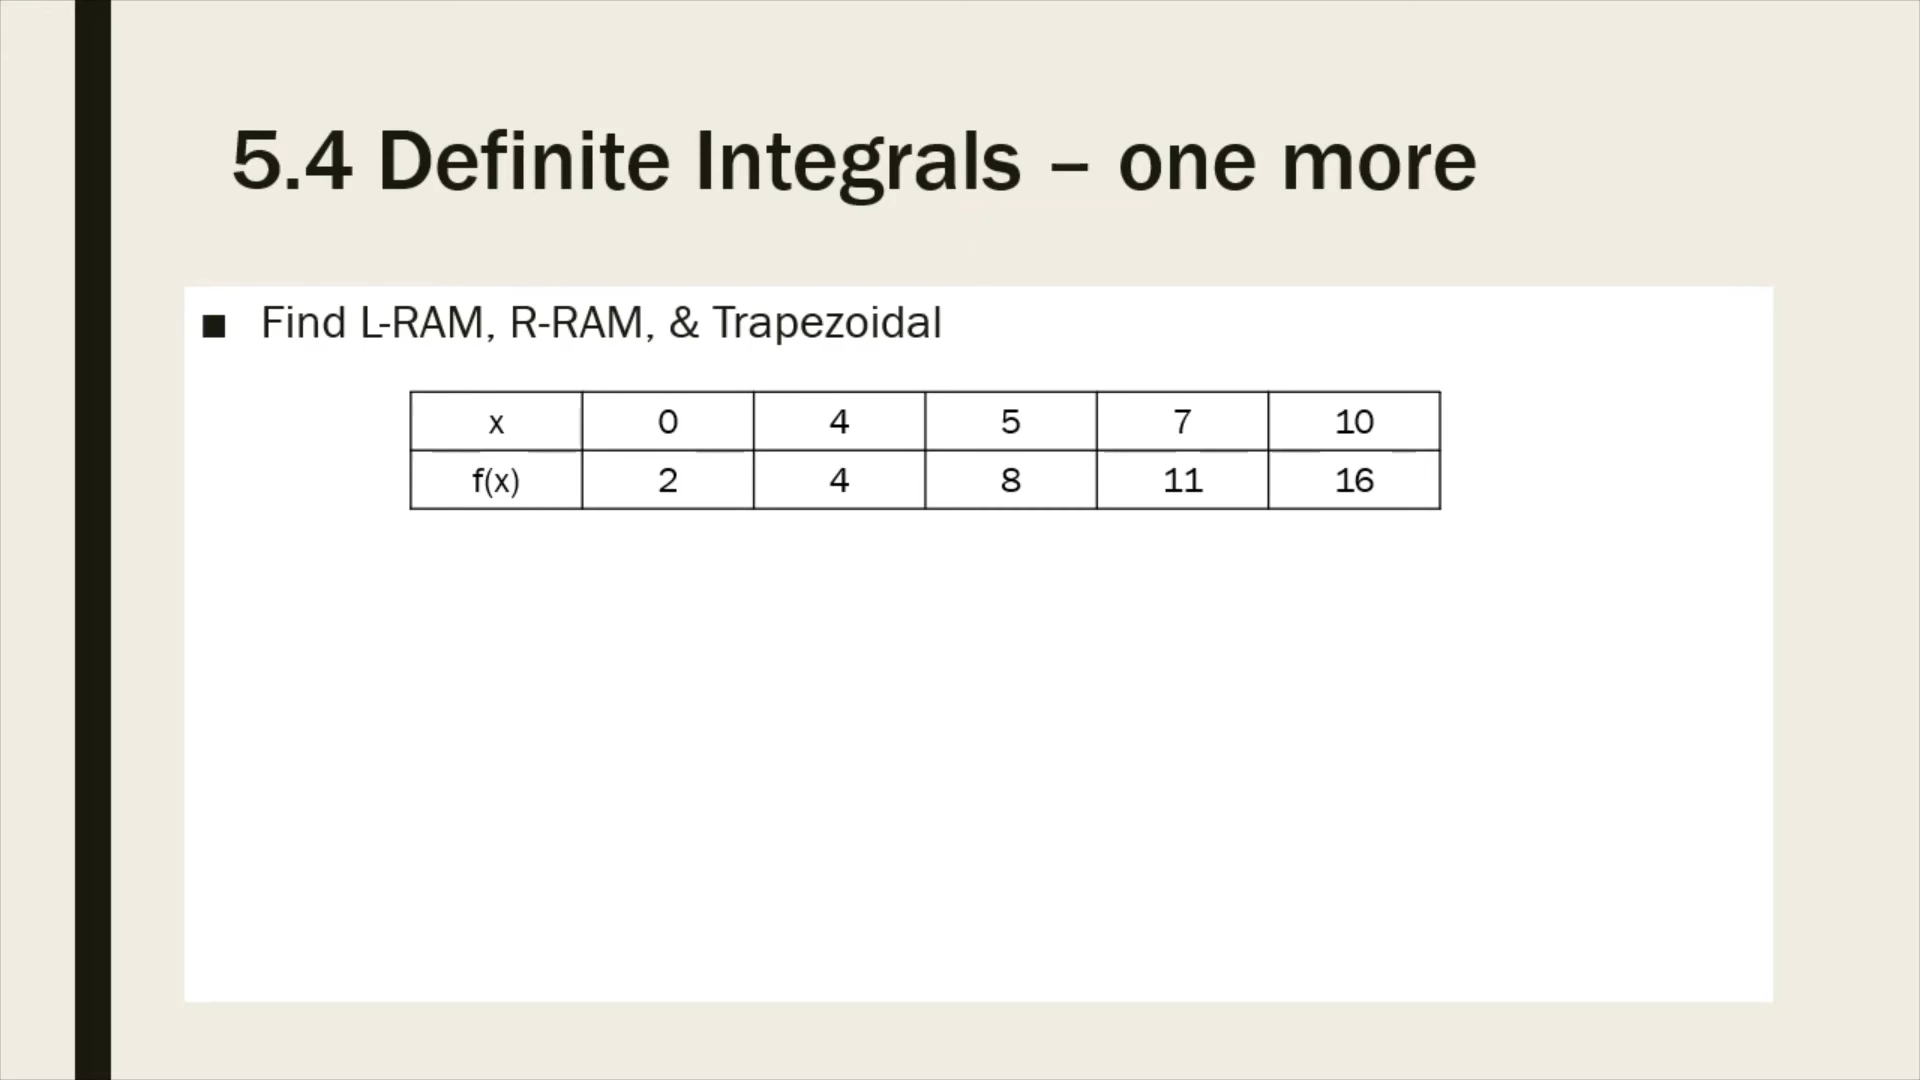 5.4 Definite Integrals – one more
■ Find L-RAM, R-RAM, & Trapezoidal
x 0 4 5 7 10
f(x) 2 4 8 11 16